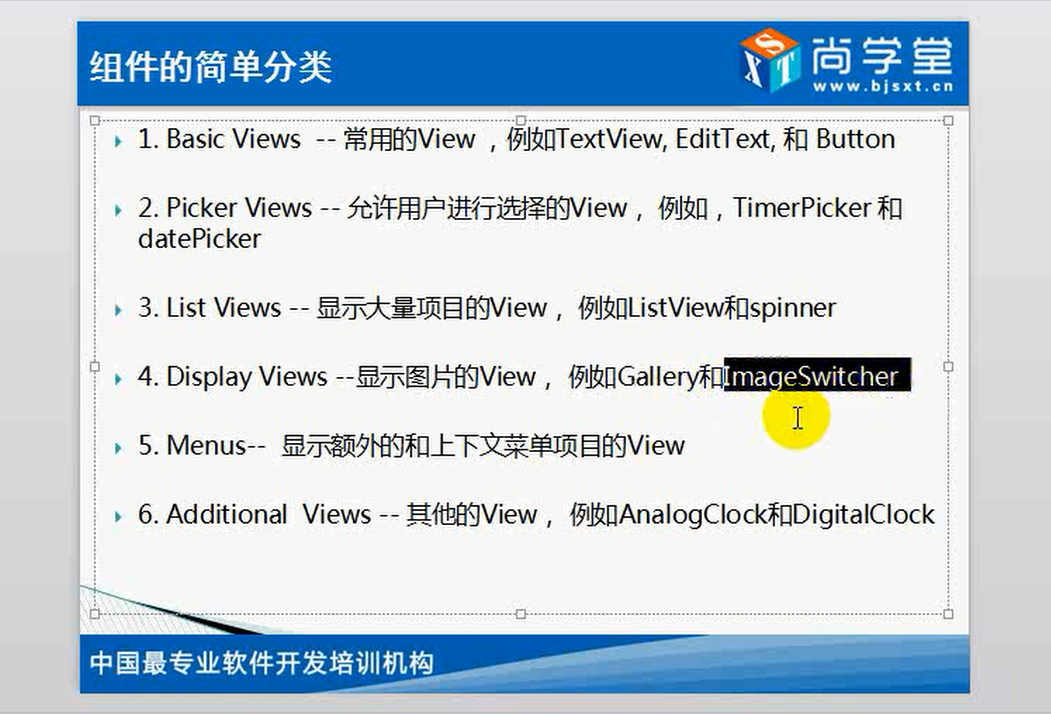 组件的简单分类
XST 尚学堂
www.bjsxt.cn
1. Basic Views -- 常用的View ，例如TextView, EditText, 和 Button
2. Picker Views -- 允许用户进行选择的View ， 例如，TimerPicker 和
datePicker
3. List Views -- 显示大量项目的View ， 例如ListView和spinner
4. Display Views --显示图片的View ， 例如Gallery和ImageSwitcher
5. Menus-- 显示额外的和上下文菜单项目的View
6. Additional Views -- 其他的View ， 例如AnalogClock和DigitalClock
中国最专业软件开发培训机构